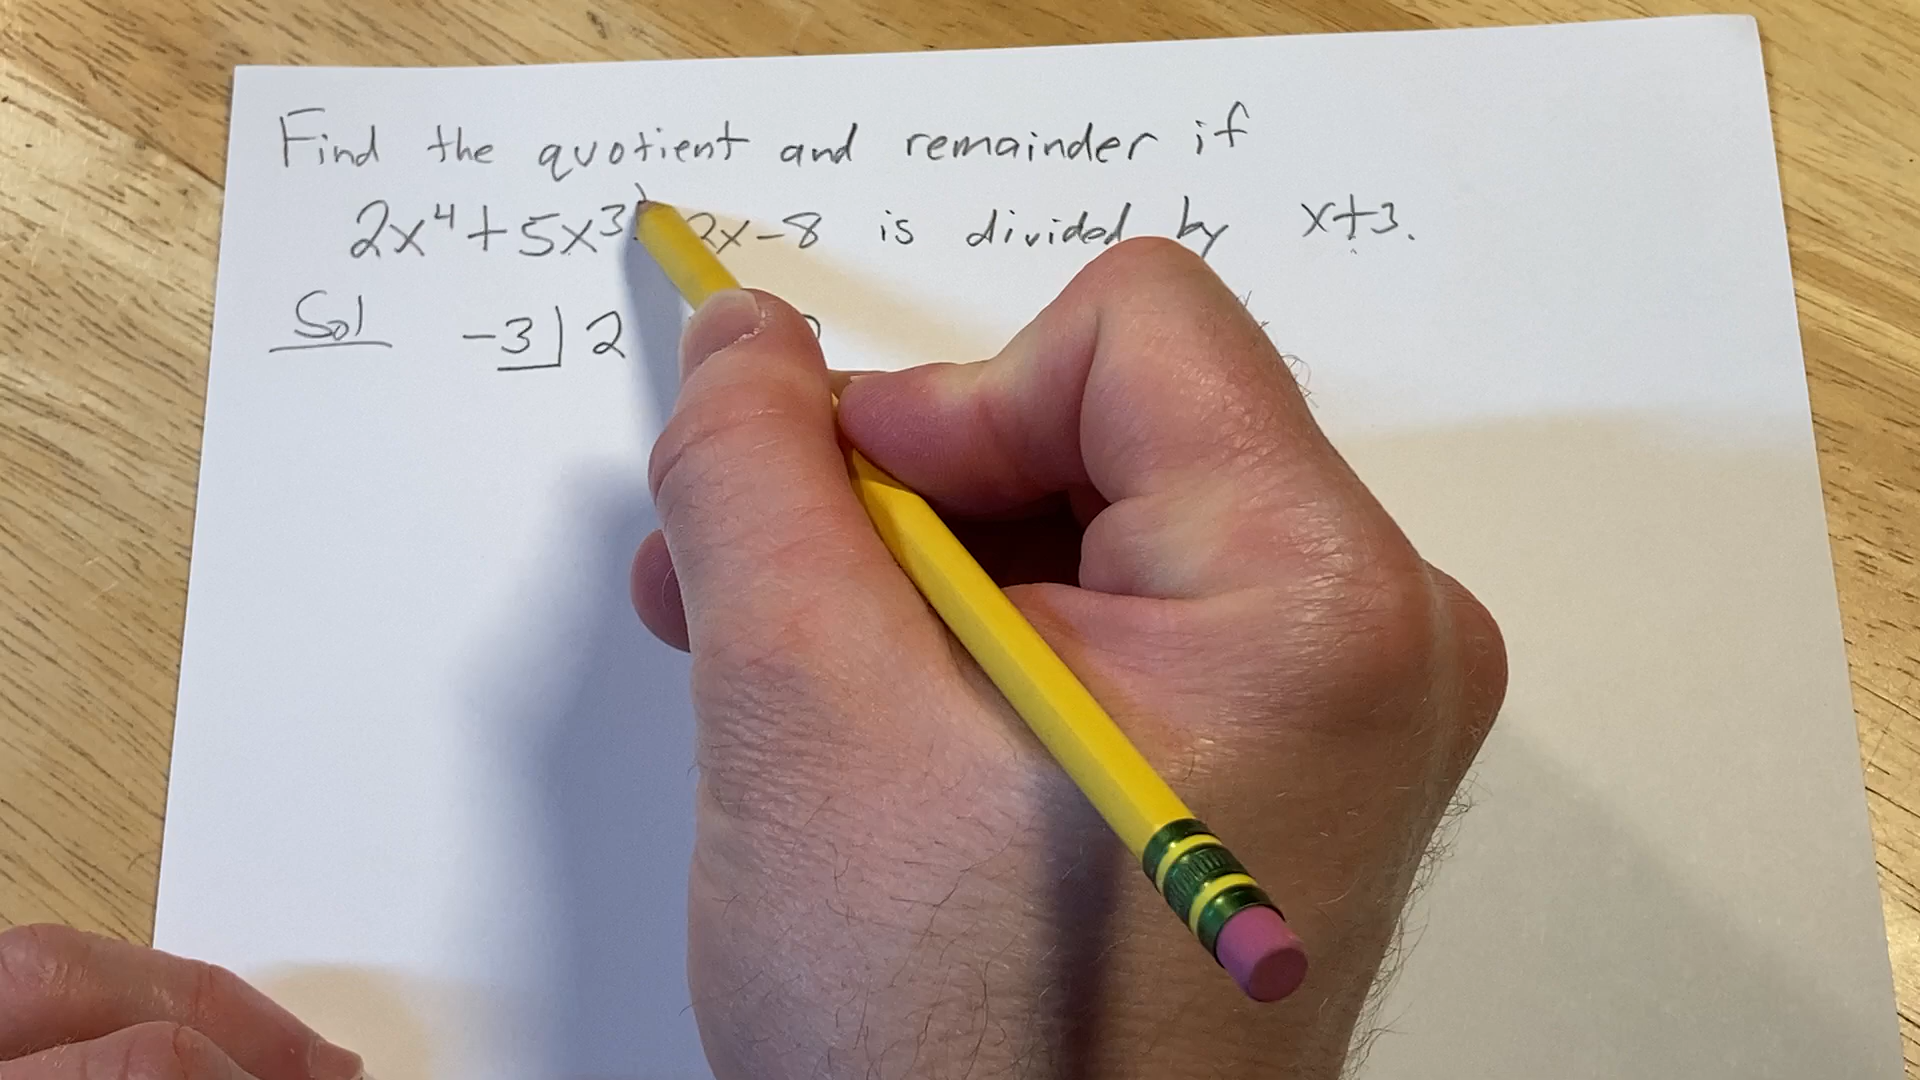 Find the quotient and remainder if
2x⁴+5x³ 2x-8 is divided by x+3.
Sol -3 2